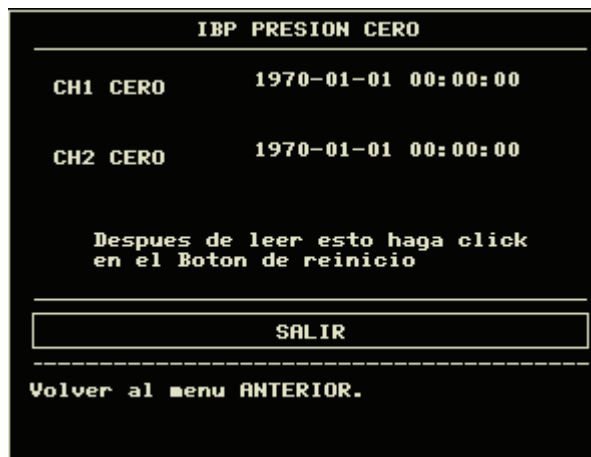 IBP PRESION CERO
CH1 CERO 1970-01-01 00:00:00
CH2 CERO 1970-01-01 00:00:00
Despues de leer esto haga click
en el Boton de reinicio
SALIR
Volver al menu ANTERIOR.